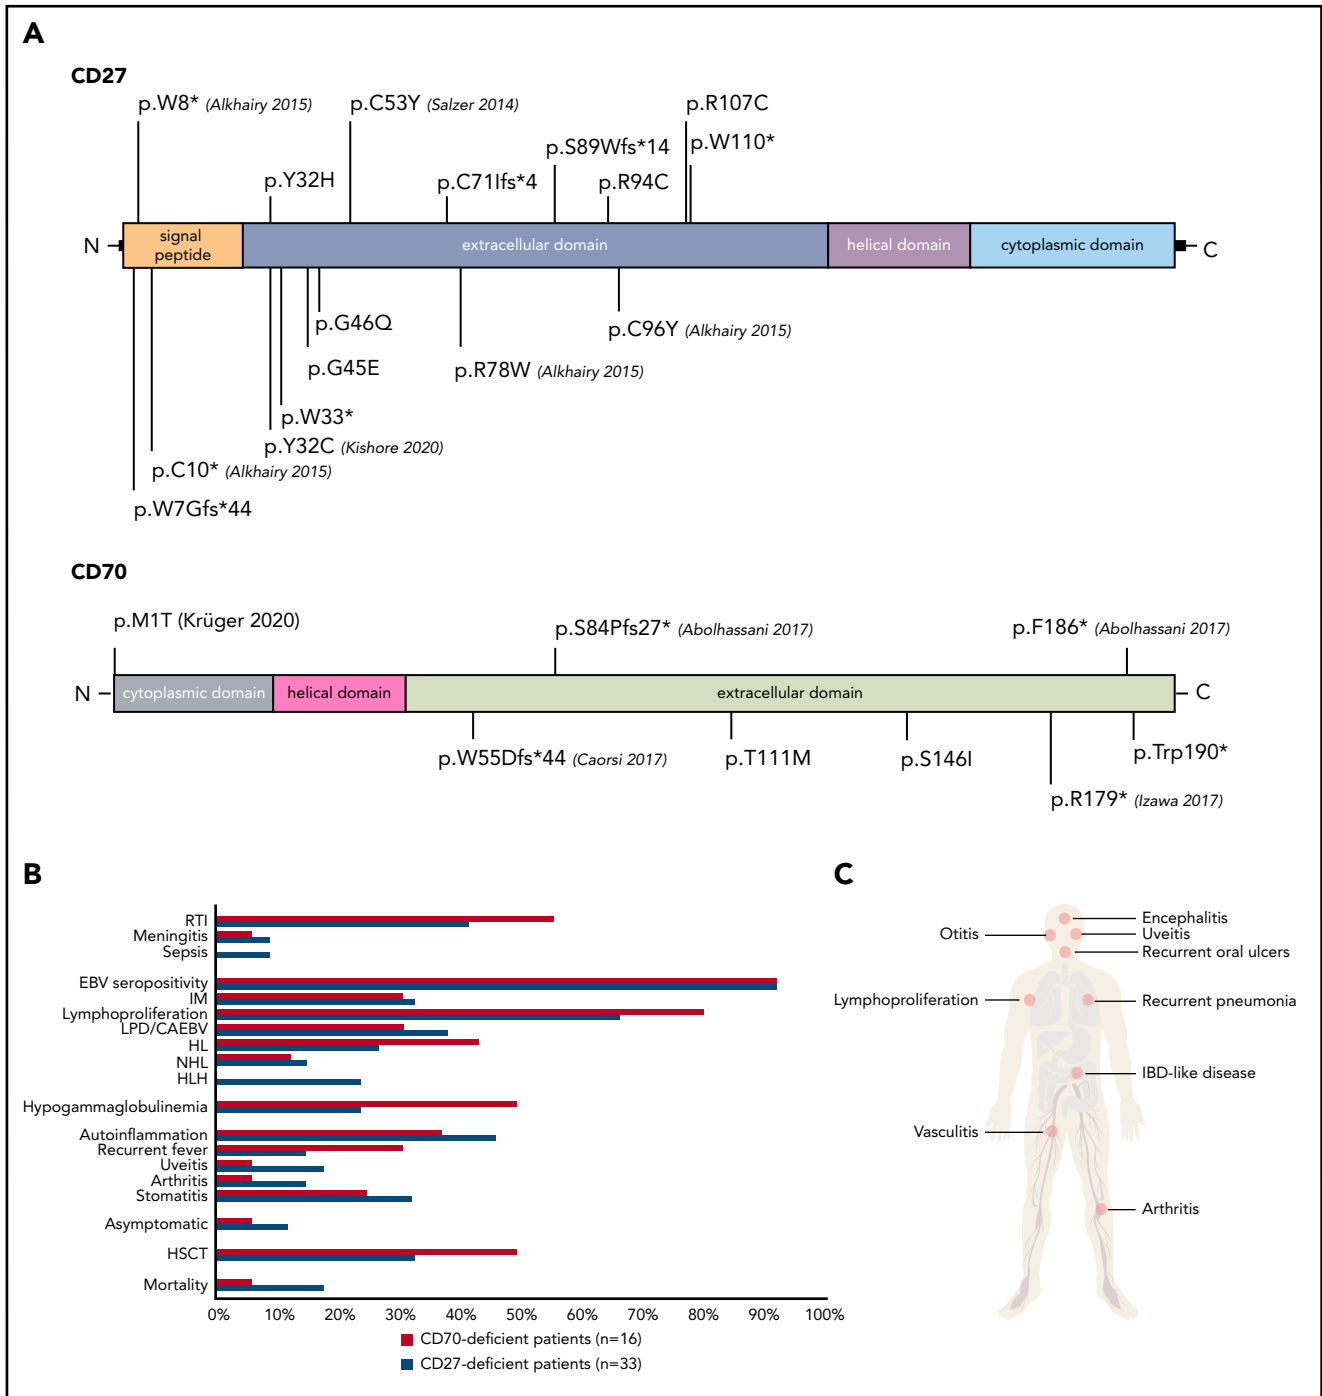 A
CD27
p.W8* (Alkhairy 2015)
p.C53Y (Salzer 2014)
p.R107C
p.S89Wfs*14
p.W110*
p.Y32H
p.C71Ifs*4
p.R94C
N
signal
peptide
extracellular domain
helical domain
cytoplasmic domain
C
p.G46Q
p.C96Y (Alkhairy 2015)
p.G45E
p.R78W (Alkhairy 2015)
p.W33*
p.Y32C (Kishore 2020)
p.C10* (Alkhairy 2015)
p.W7Gfs*44
CD70
p.M1T (Krüger 2020)
p.S84Pfs27* (Abolhassani 2017)
p.F186* (Abolhassani 2017)
N
cytoplasmic domain
helical domain
extracellular domain
C
p.W55Dfs*44 (Caorsi 2017)
p.T111M
p.S146I
p.Trp190*
p.R179* (Izawa 2017)
B
RTI
Meningitis
Sepsis
EBV seropositivity
IM
Lymphoproliferation
LPD/CAEBV
HL
NHL
HLH
Hypogammaglobulinemia
Autoinflammation
Recurrent fever
Uveitis
Arthritis
Stomatitis
Asymptomatic
HSCT
Mortality
0% 10% 20% 30% 40% 50% 60% 70% 80% 90% 100%
CD70-deficient patients (n=16)
CD27-deficient patients (n=33)
C
Encephalitis
Otitis
Uveitis
Recurrent oral ulcers
Lymphoproliferation
Recurrent pneumonia
IBD-like disease
Vasculitis
Arthritis